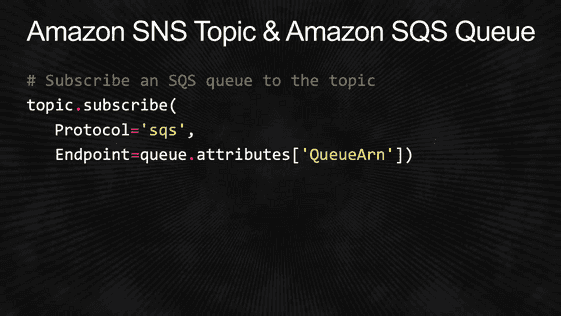 Amazon SNS Topic & Amazon SQS Queue
# Subscribe an SQS queue to the topic
topic.subscribe(
    Protocol='sqs',
    Endpoint=queue.attributes['QueueArn'])